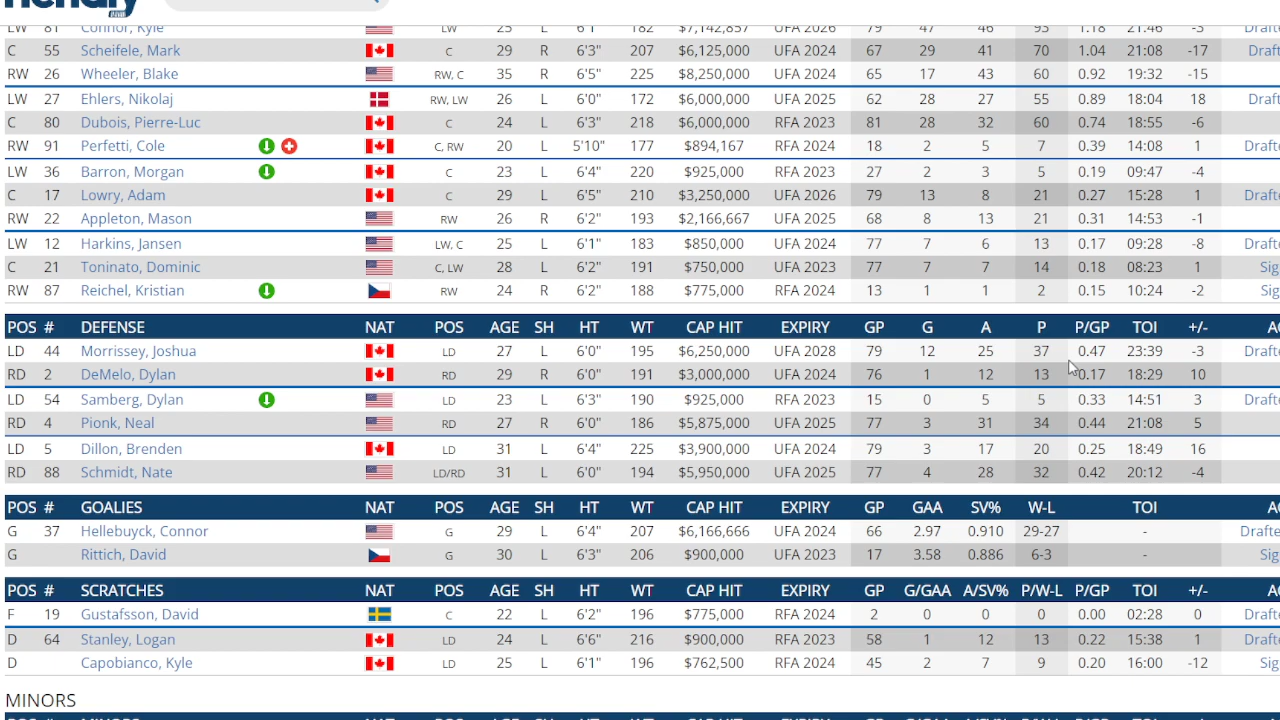 LW 81 Connor, Kyle LW 25 6'1" $7,142,857 UFA 2026 79 47 46 93 1.18 21:46 -3 Draft
C 55 Scheifele, Mark C 29 R 6'3" 207 $6,125,000 UFA 2024 67 29 41 70 1.04 21:08 -17 Draft
RW 26 Wheeler, Blake RW, C 35 R 6'5" $8,250,000 UFA 2024 65 17 43 60 0.92 19:32 -15
LW 27 Ehlers, Nikolaj RW, LW 26 L 6'0" 172 $6,000,000 UFA 2025 62 28 27 55 0.89 18:04 18 Draft
C 80 Dubois, Pierre-Luc C 24 L 6'3" 218 $6,000,000 RFA 2023 81 28 32 60 0.74 18:55 -6
RW 91 Perfetti, Cole C, RW 20 L 5'10" 177 $894,167 RFA 2024 18 2 5 7 0.39 14:08 1 Drafte
LW 36 Barron, Morgan C 23 L 6'4" 220 $925,000 RFA 2023 27 2 3 5 0.19 09:47 -4
C 17 Lowry, Adam C 29 L 6'5" 210 $3,250,000 UFA 2026 79 13 8 21 0.27 15:28 1 Drafte
RW 22 Appleton, Mason RW 26 R 6'2" $2,166,667 UFA 2025 68 8 13 21 0.31 14:53 -1
LW 12 Harkins, Jansen LW, C 25 L 6'1" $850,000 UFA 77 7 6 13 0.17 09:28 -8 Drafte
C 21 Toninato, Dominic C, LW 28 L 6'2" 191 $750,000 UFA 2023 77 7 7 14 0.18 08:23 1 Sig
RW 87 Reichel, Kristian RW 24 R 6'2" $775,000 RFA 2024 13 1 1 2 0.15 10:24 -2 Sig
POS # DEFENSE NAT POS AGE SH HT WT CAP HIT EXPIRY GP G A P P/GP TOI +/- AC
LD 44 Morrissey, Joshua LD 27 L 6'0" 195 $6,250,000 UFA 2028 79 12 25 37 0.47 23:39 -3 Drafte
RD 2 DeMelo, Dylan RD 29 R 6'0" 191 $3,000,000 UFA 2024 76 1 12 13 0.17 18:29 10
LD 54 Samberg, Dylan LD 23 L 6'3" 190 $925,000 RFA 2023 15 0 5 5 0.33 14:51 3 Drafte
RD 4 Pionk, Neal RD 27 R 6'0" 186 $5,875,000 UFA 2025 77 3 31 34 0.44 21:08 5
LD 5 Dillon, Brenden LD 31 L 6'4" 225 $3,900,000 UFA 2024 79 3 17 20 0.25 18:49 16
RD 88 Schmidt, Nate LD/RD 31 L 6'0" 194 $5,950,000 UFA 2025 77 4 28 32 0.42 20:12 -4
POS # GOALIES NAT POS AGE SH HT WT CAP HIT EXPIRY GP GAA SV% W-L TOI AC
G 37 Hellebuyck, Connor G 29 L 6'4" 207 $6,166,666 UFA 2024 66 2.97 0.910 29-27 - Drafte
G Rittich, David G 30 L 6'3" $900,000 UFA 2023 17 3.58 0.886 6-3 - Sig
POS # SCRATCHES NAT POS AGE SH HT WT CAP HIT EXPIRY GP G/GAA A/SV% P/W-L P/GP TOI +/- AC
F 19 Gustafsson, David C 22 L 6'2" $775,000 RFA 2 0 0 0 0.00 02:28 0 Drafte
D 64 Stanley, Logan LD 24 L 216 $900,000 RFA 2023 58 1 12 13 0.22 15:38 1 Drafte
D Capobianco, Kyle LD 25 L 6'1" 196 $762,500 UFA 2024 45 2 7 9 0.20 16:00 -12 Sig
MINORS